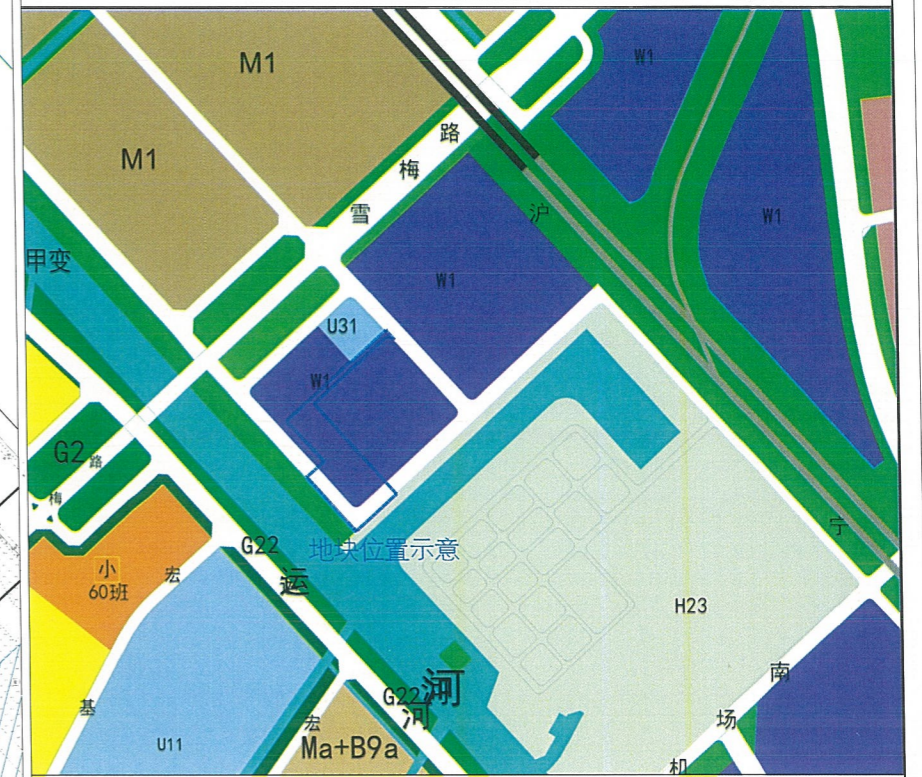 W1
M1
路
M1
梅
雪
沪
W1
甲变
W1
U31
W1
G2
路
梅
宁
G22
地块位置示意
小
60班
宏
运
H23
南
G22
河
河
基
宏
场
U11
Ma+B9a
机